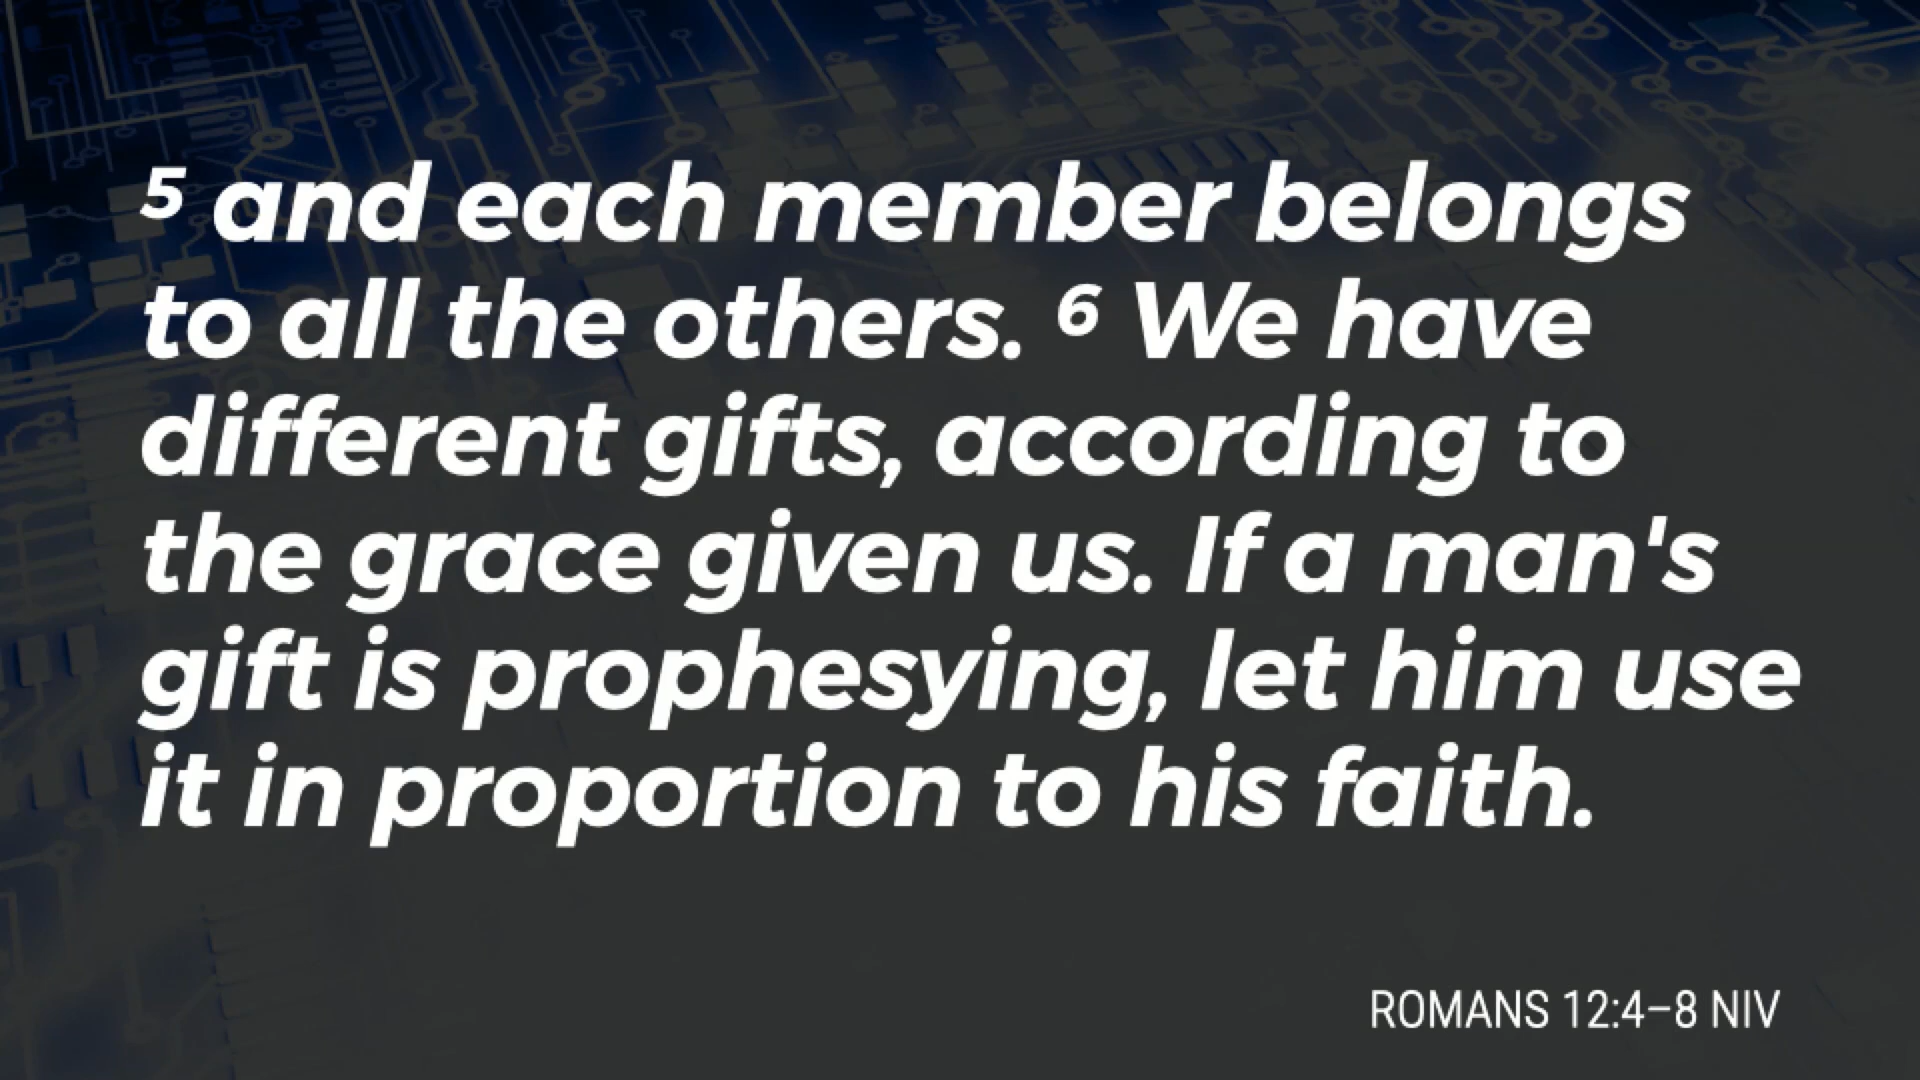 ⁵ and each member belongs
to all the others. ⁶ We have
different gifts, according to
the grace given us. If a man's
gift is prophesying, let him use
it in proportion to his faith.
ROMANS 12:4–8 NIV